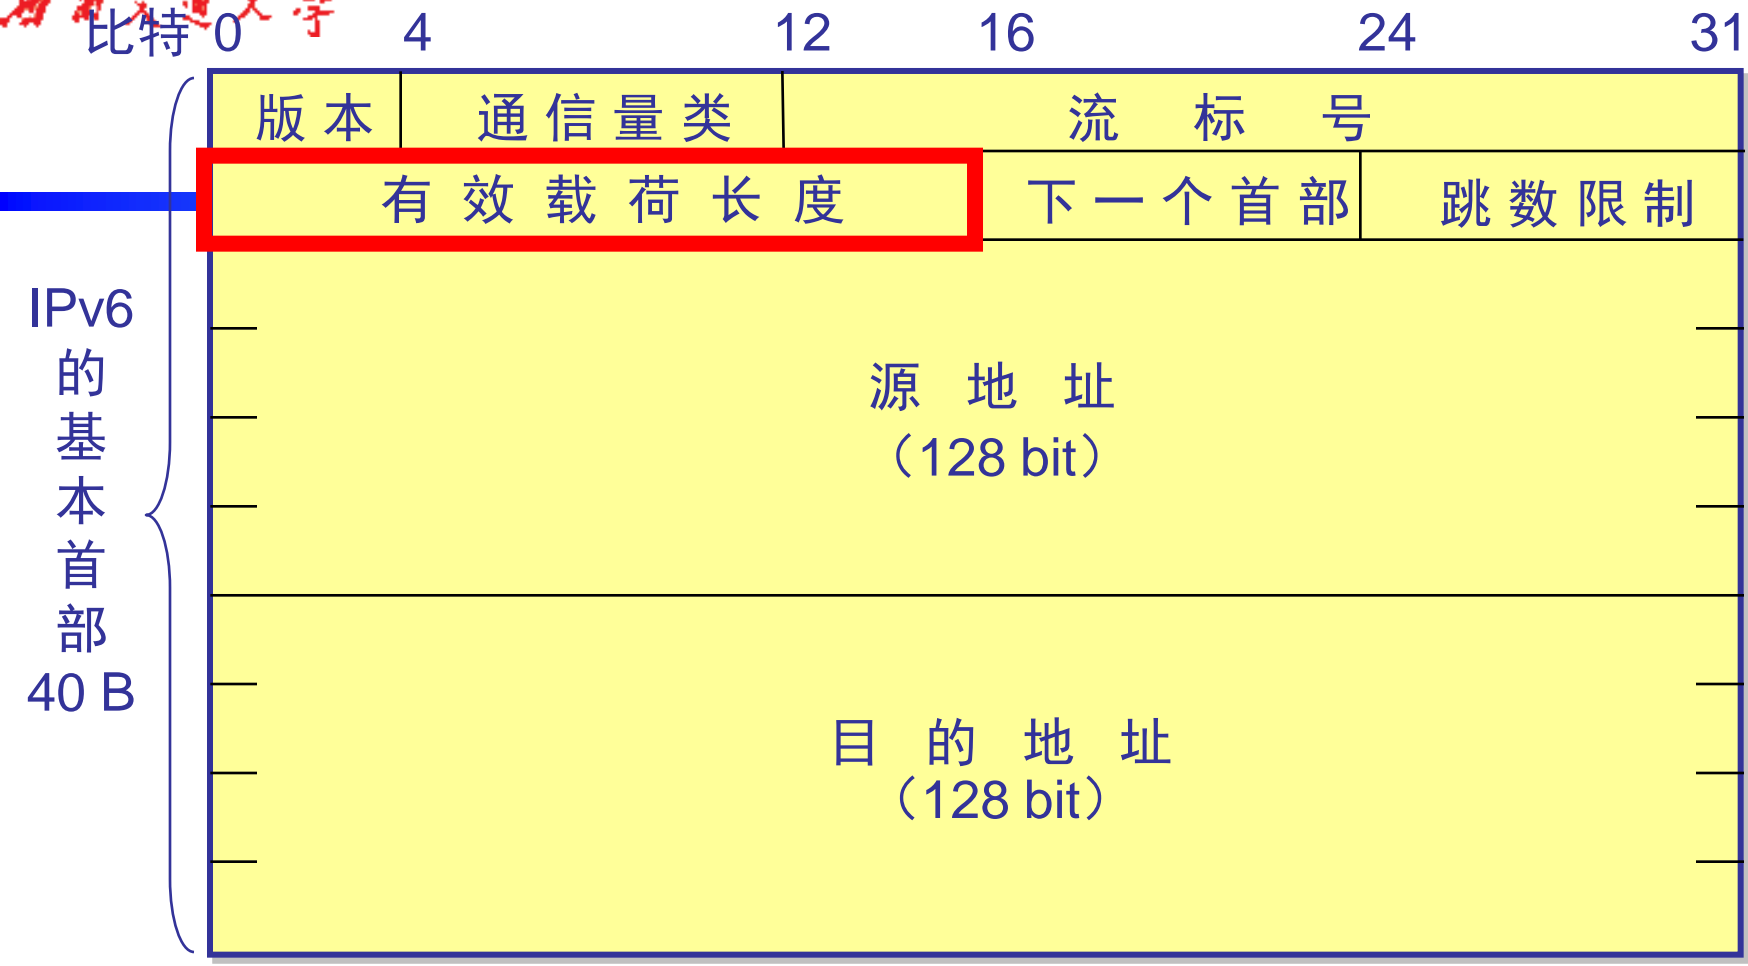 比特 0 4 12 16 24 31
版本 通信量类 流标号
有效载荷长度 下一个首部 跳数限制
IPv6
的
基
本
首
部
40 B
源地址
（128 bit）
目的地址
（128 bit）